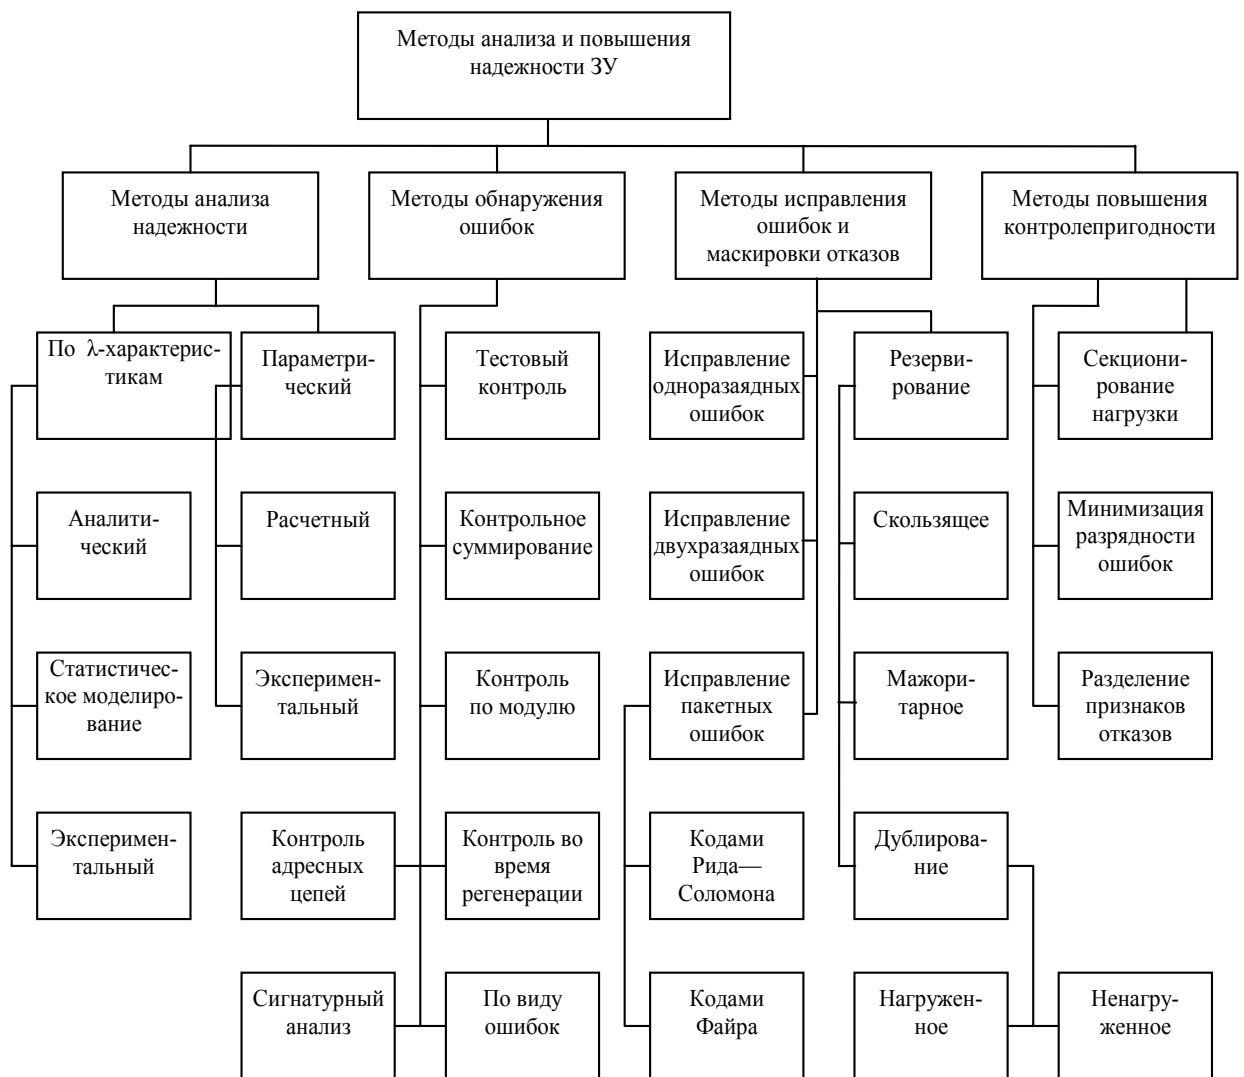 Методы анализа и повышения
надежности ЗУ
Методы анализа
надежности
Методы обнаружения
ошибок
Методы исправления
ошибок и
маскировки отказов
Методы повышения
контролепригодности
По λ-характерис-
тикам
Параметри-
ческий
Тестовый
контроль
Исправление
одноразаядных
ошибок
Резерви-
рование
Секциони-
рование
нагрузки
Аналити-
ческий
Расчетный
Контрольное
суммирование
Исправление
двухразаядных
ошибок
Скользящее
Минимизация
разрядности
ошибок
Статистичес-
кое моделиро-
вание
Эксперимен-
тальный
Контроль
по модулю
Исправление
пакетных
ошибок
Мажори-
тарное
Разделение
признаков
отказов
Эксперимен-
тальный
Контроль
адресных
цепей
Контроль во
время
регенерации
Кодами
Рида—
Соломона
Дублирова-
ние
Сигнатурный
анализ
По виду
ошибок
Кодами
Файра
Нагружен-
ное
Ненагру-
женное